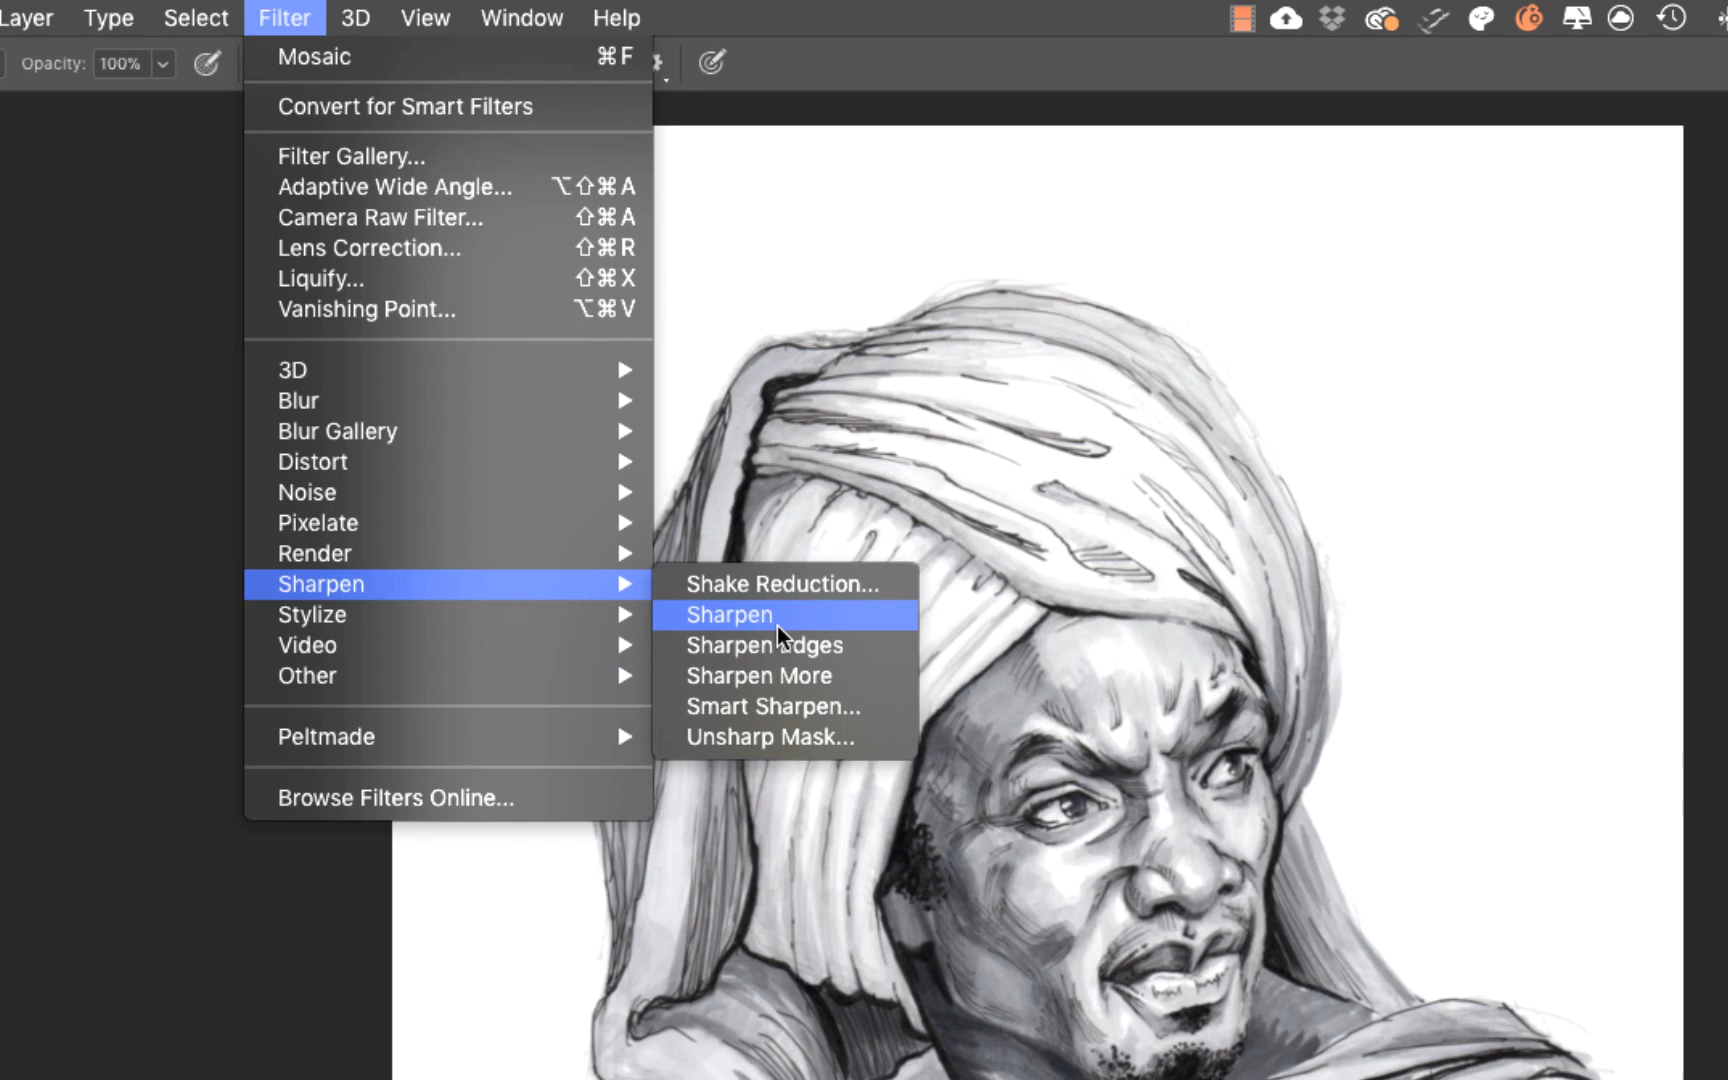 Layer Type Select Filter 3D View Window Help
Opacity: 100%
Mosaic ⌘F
Convert for Smart Filters
Filter Gallery...
Adaptive Wide Angle... ⌥⇧⌘A
Camera Raw Filter... ⇧⌘A
Lens Correction... ⇧⌘R
Liquify... ⇧⌘X
Vanishing Point... ⌥⌘V
3D
Blur
Blur Gallery
Distort
Noise
Pixelate
Render
Sharpen
Stylize
Video
Other
Peltmade
Browse Filters Online...
Shake Reduction...
Sharpen
Sharpen Edges
Sharpen More
Smart Sharpen...
Unsharp Mask...